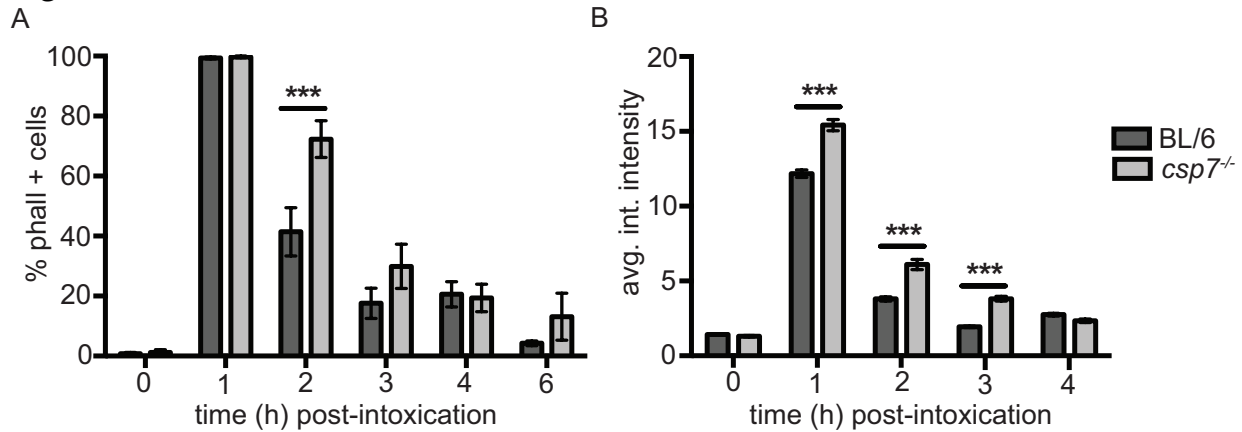 A
% phall + cells
100
80
60
40
20
0
***
0 1 2 3 4 6
time (h) post-intoxication
B
avg. int. intensity
20
15
10
5
0
***
***
***
0 1 2 3 4
time (h) post-intoxication
BL/6
csp7-/-